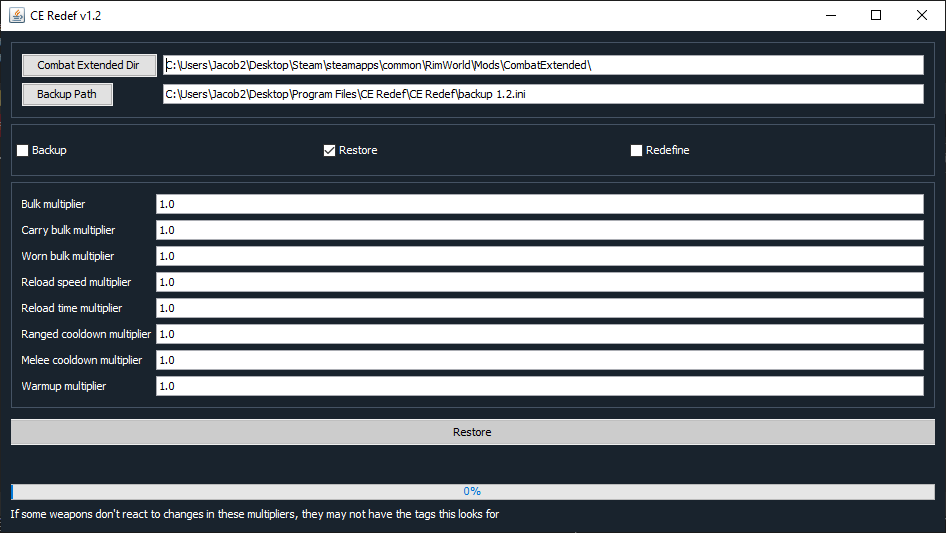 CE Redef v1.2
Combat Extended Dir C:\Users\Jacob2\Desktop\Steam\steamapps\common\RimWorld\Mods\CombatExtended\
Backup Path C:\Users\Jacob2\Desktop\Program Files\CE Redef\CE Redef\backup 1.2.ini
Backup Restore Redefine
Bulk multiplier 1.0
Carry bulk multiplier 1.0
Worn bulk multiplier 1.0
Reload speed multiplier 1.0
Reload time multiplier 1.0
Ranged cooldown multiplier 1.0
Melee cooldown multiplier 1.0
Warmup multiplier 1.0
Restore
0%
If some weapons don't react to changes in these multipliers, they may not have the tags this looks for